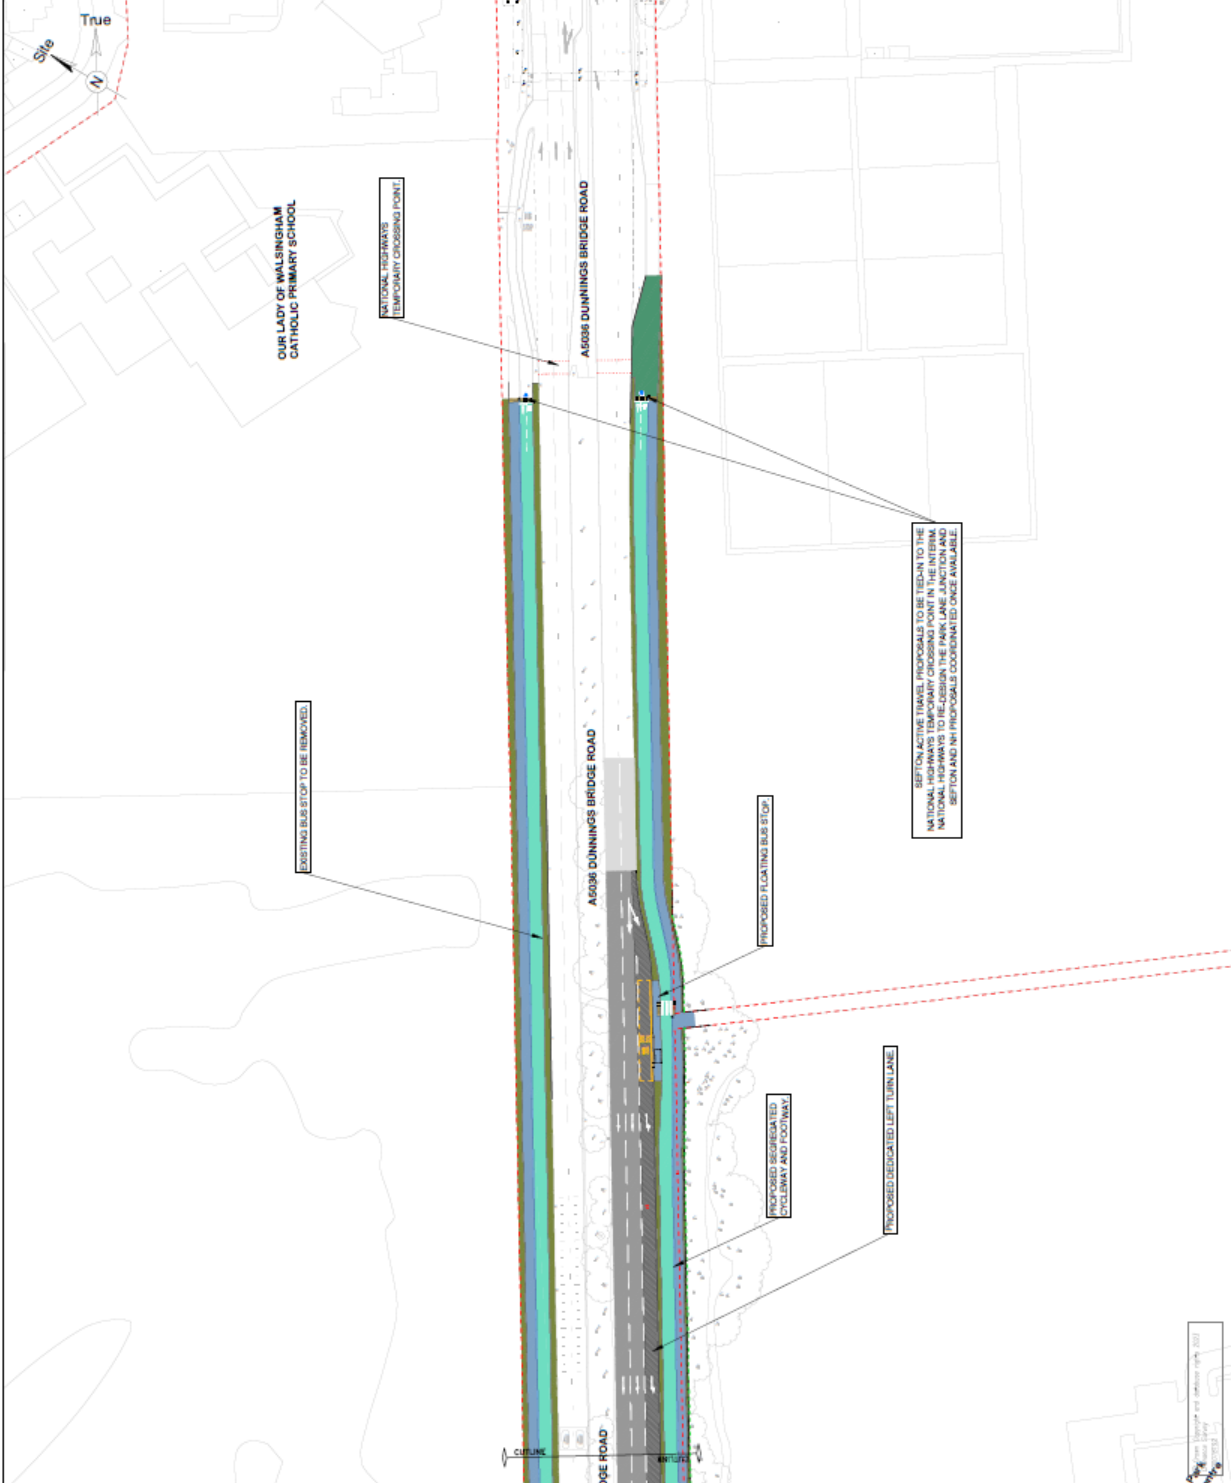 True
Site
N
OUR LADY OF WALSINGHAM
CATHOLIC PRIMARY SCHOOL
NATIONAL HIGHWAYS
TEMPORARY CROSSING POINT.
A5036 DUNNINGS BRIDGE ROAD
SEFTON ACTIVE TRAVEL PROPOSALS TO BE TIED-IN TO THE
NATIONAL HIGHWAYS TEMPORARY CROSSING POINT IN THE INTERIM.
NATIONAL HIGHWAYS TO RE-DESIGN THE PARK LANE JUNCTION AND
SEFTON AND NH PROPOSALS COORDINATED ONCE AVAILABLE.
EXISTING BUS STOP TO BE REMOVED.
A5036 DUNNINGS BRIDGE ROAD
PROPOSED FLOATING BUS STOP.
PROPOSED SEGREGATED
CYCLEWAY AND FOOTWAY.
PROPOSED DEDICATED LEFT TURN LANE.
CUTLINE
CUTLINE
DGE ROAD